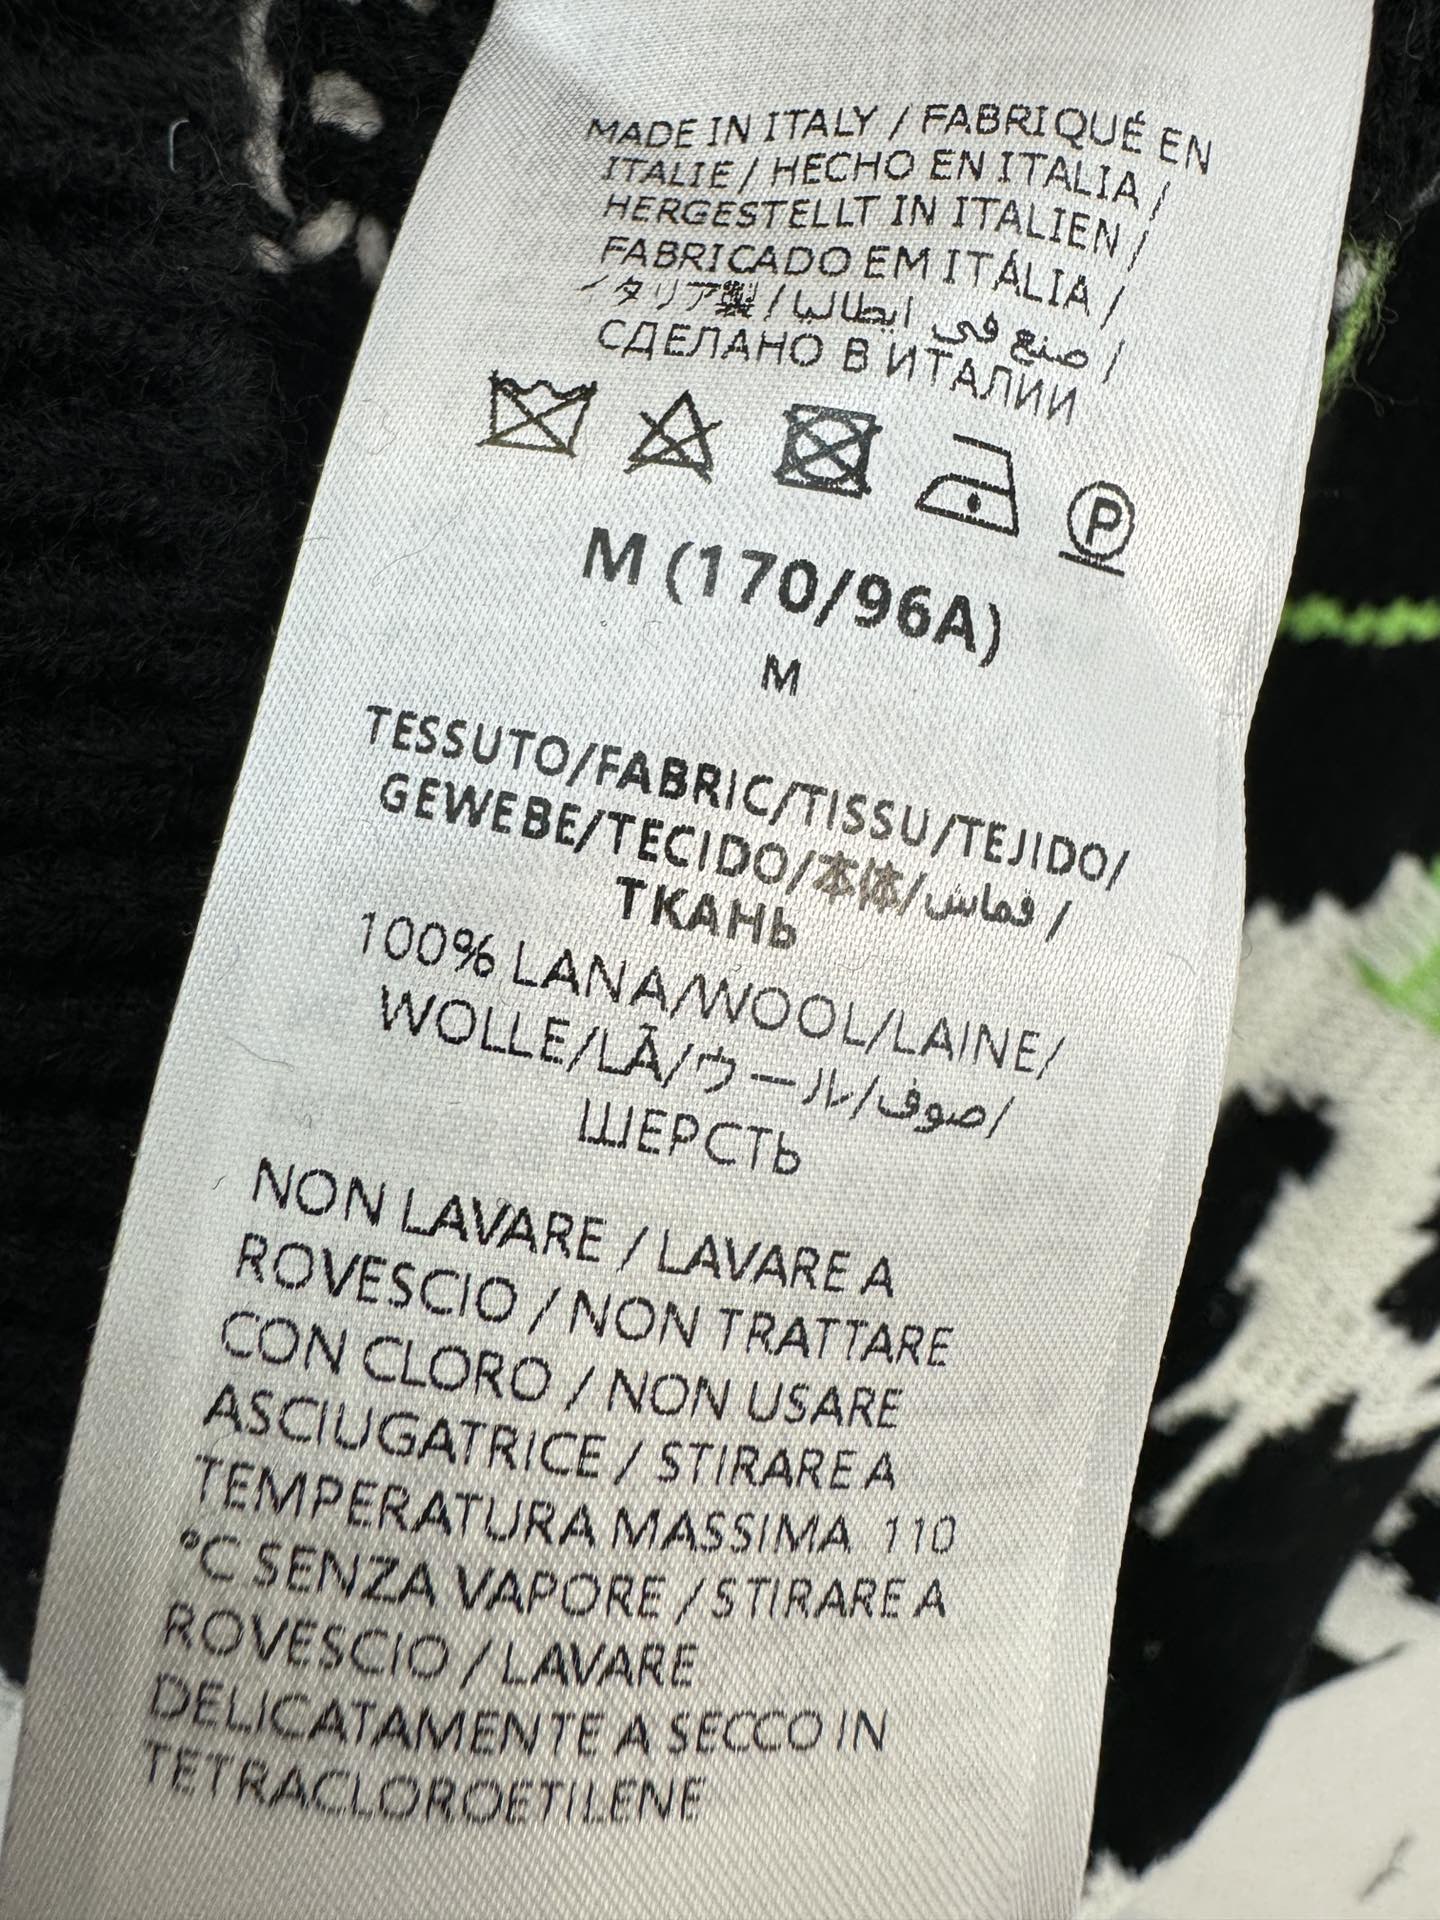 MADE IN ITALY / FABRIQUÉ EN
ITALIE / HECHO EN ITALIA /
HERGESTELLT IN ITALIEN /
FABRICADO EM ITÁLIA /
イタリア製 / صنع في ايطاليا /
СДЕЛАНО В ИТАЛИИ
P
M (170/96A)
M
TESSUTO/FABRIC/TISSU/TEJIDO/
GEWEBE/TECIDO/本体/قماش /
ТКАНЬ
100% LANA/WOOL/LAINE/
WOLLE/LÃ/ウール/صوف/
ШЕРСТЬ
NON LAVARE / LAVARE A
ROVESCIO / NON TRATTARE
CON CLORO / NON USARE
ASCIUGATRICE / STIRARE A
TEMPERATURA MASSIMA 110
°C SENZA VAPORE / STIRARE A
ROVESCIO / LAVARE
DELICATAMENTE A SECCO IN
TETRACLOROETILENE